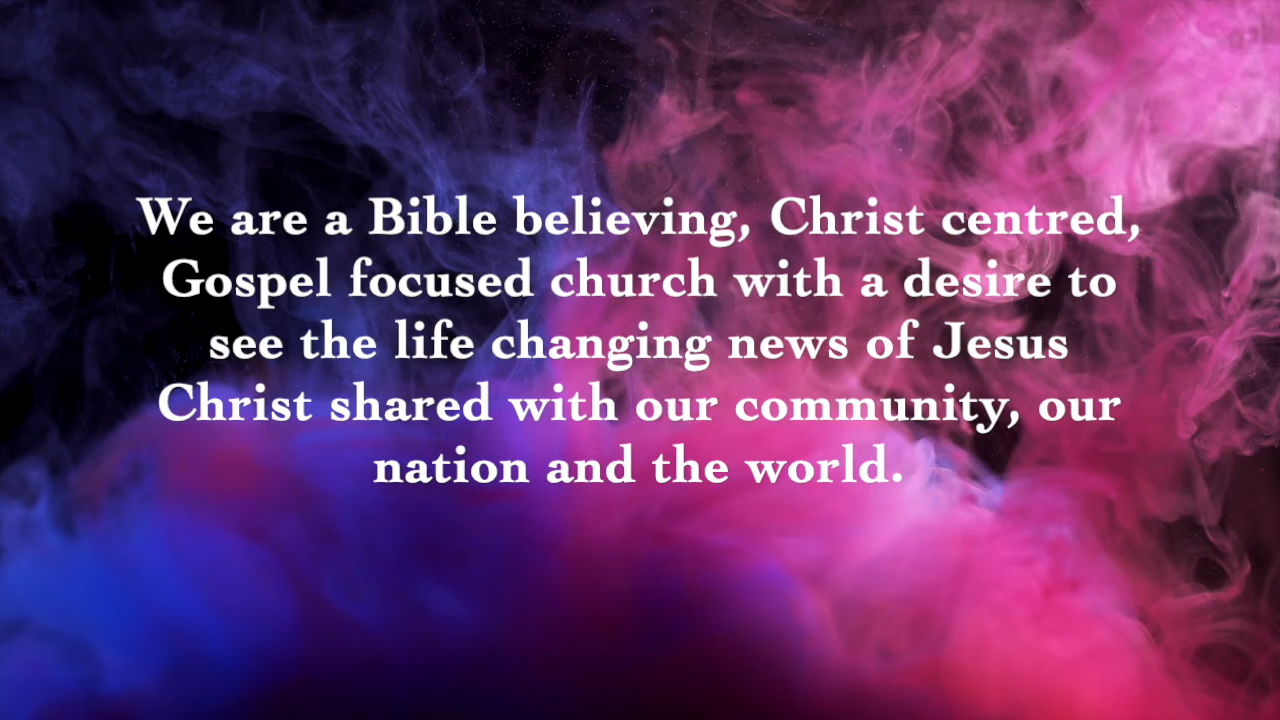 We are a Bible believing, Christ centred,
Gospel focused church with a desire to
see the life changing news of Jesus
Christ shared with our community, our
nation and the world.